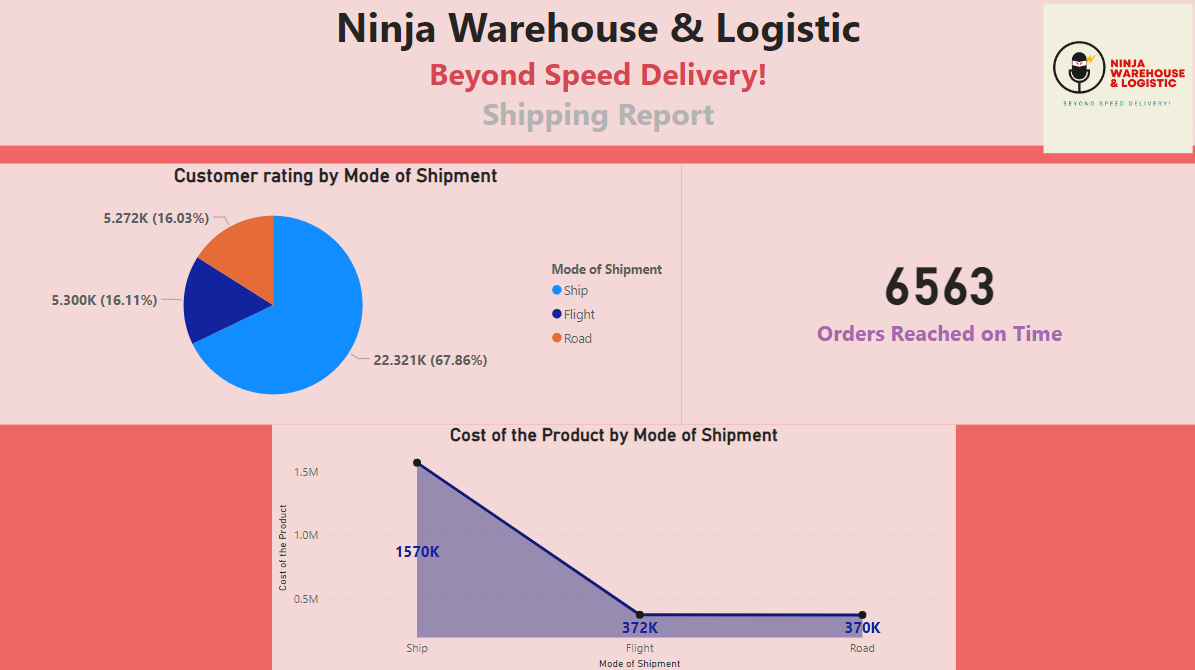 Ninja Warehouse & Logistic
Beyond Speed Delivery!
Shipping Report
NINJA
WAREHOUSE
& LOGISTIC
BEYOND SPEED DELIVERY!
Customer rating by Mode of Shipment
5.272K (16.03%)
5.300K (16.11%)
22.321K (67.86%)
Mode of Shipment
Ship
Flight
Road
6563
Orders Reached on Time
Cost of the Product by Mode of Shipment
Cost of the Product
1.5M
1.0M
0.5M
1570K
372K
370K
Ship
Flight
Road
Mode of Shipment